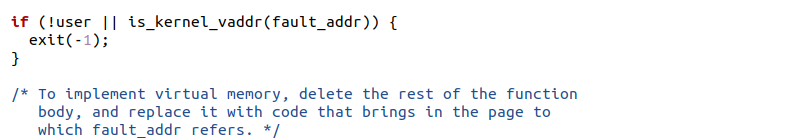 if (!user || is_kernel_vaddr(fault_addr)) {
  exit(-1);
}
/* To implement virtual memory, delete the rest of the function
   body, and replace it with code that brings in the page to
   which fault_addr refers. */